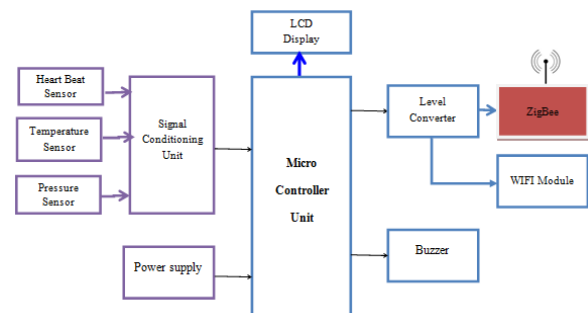 LCD
Display
Heart Beat
Sensor
Temperature
Sensor
Pressure
Sensor
Signal
Conditioning
Unit
Power supply
Micro
Controller
Unit
Level
Converter
ZigBee
WIFI Module
Buzzer